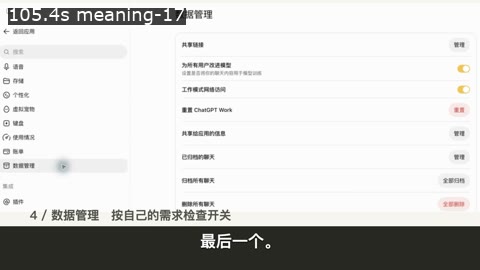 105.4s meaning-17
数据管理
返回应用
搜索
语音
存储
个性化
虚拟宠物
键盘
使用情况
账单
数据管理
集成
插件
共享链接
管理
为所有用户改进模型
设置是否将你的聊天内容用于模型训练
工作模式网络访问
重置 ChatGPT Work
重置
共享给应用的信息
管理
已归档的聊天
管理
归档所有聊天
全部归档
删除所有聊天
全部删除
4 / 数据管理 按自己的需求检查开关
最后一个。